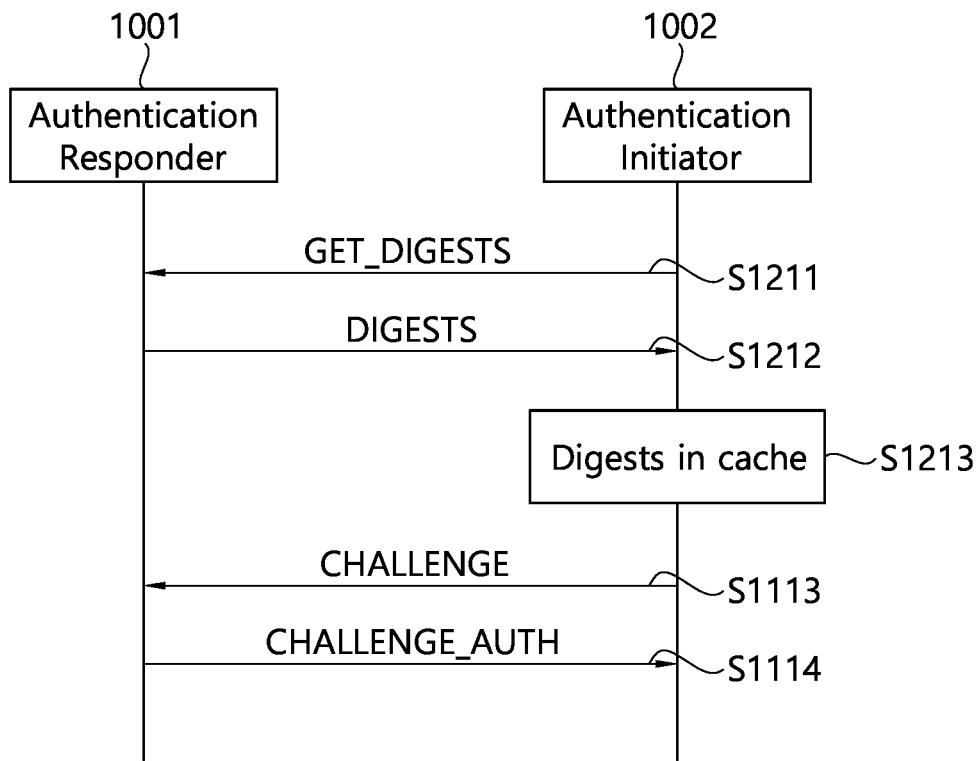 1001
1002
Authentication
Responder
Authentication
Initiator
GET_DIGESTS
S1211
DIGESTS
S1212
Digests in cache
S1213
CHALLENGE
S1113
CHALLENGE_AUTH
S1114